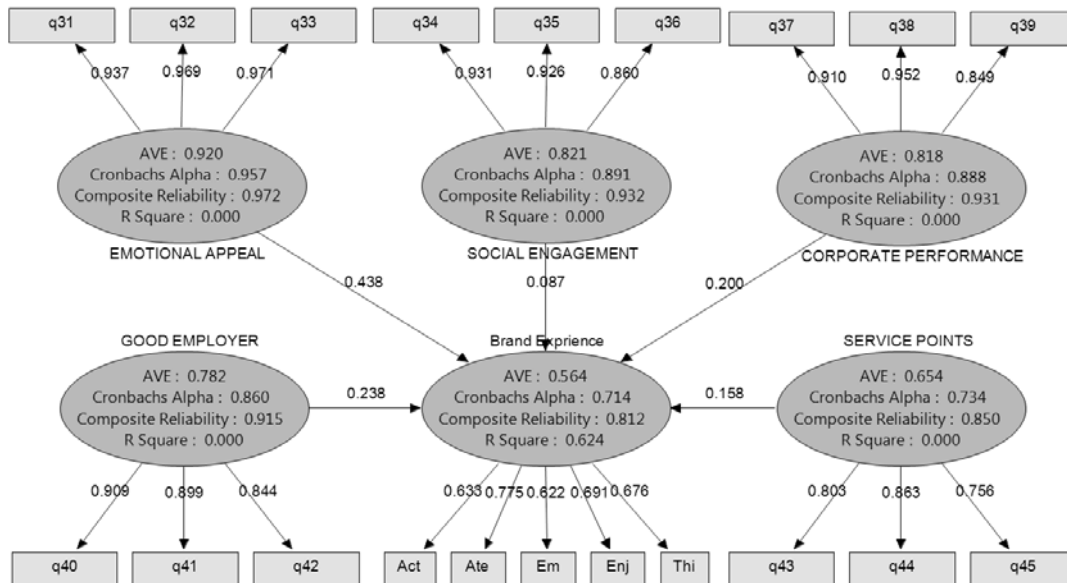 q31 q32 q33 q34 q35 q36 q37 q38 q39
0.937 0.969 0.971 0.931 0.926 0.860 0.910 0.952 0.849
AVE : 0.920
Cronbachs Alpha : 0.957
Composite Reliability : 0.972
R Square : 0.000
EMOTIONAL APPEAL
AVE : 0.821
Cronbachs Alpha : 0.891
Composite Reliability : 0.932
R Square : 0.000
SOCIAL ENGAGEMENT
AVE : 0.818
Cronbachs Alpha : 0.888
Composite Reliability : 0.931
R Square : 0.000
CORPORATE PERFORMANCE
0.438 0.087 0.200
GOOD EMPLOYER
AVE : 0.782
Cronbachs Alpha : 0.860
Composite Reliability : 0.915
R Square : 0.000
0.238
Brand Exprience
AVE : 0.564
Cronbachs Alpha : 0.714
Composite Reliability : 0.812
R Square : 0.624
0.158
SERVICE POINTS
AVE : 0.654
Cronbachs Alpha : 0.734
Composite Reliability : 0.850
R Square : 0.000
0.909 0.899 0.844 0.633 0.775 0.622 0.691 0.676 0.803 0.863 0.756
q40 q41 q42 Act Ate Em Enj Thi q43 q44 q45